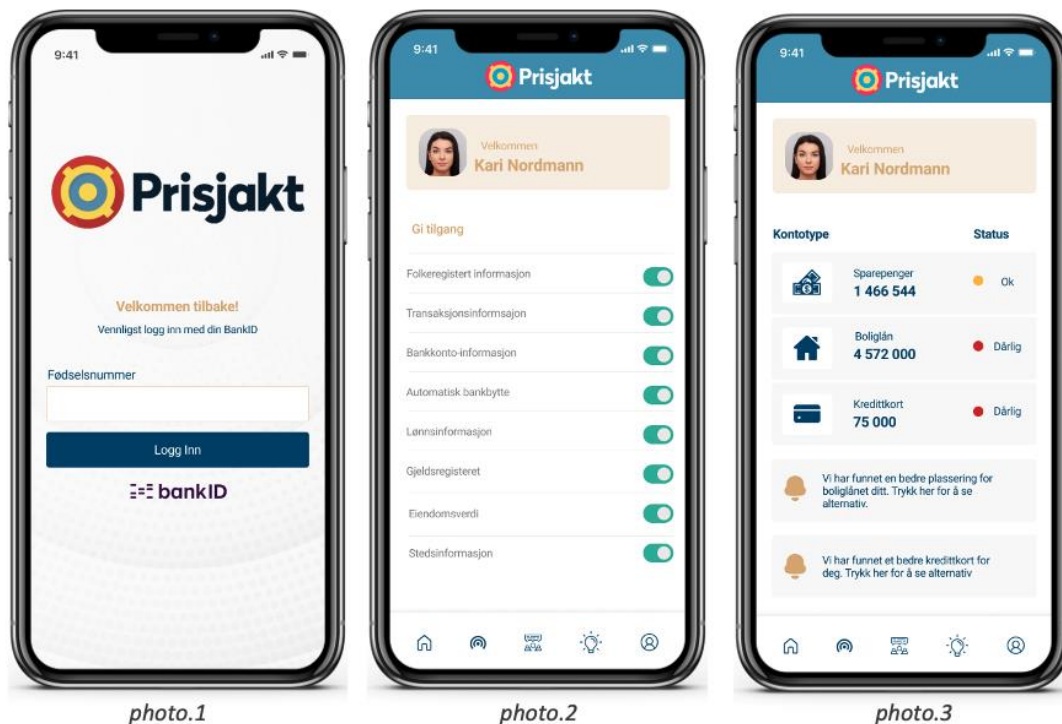 9:41
Prisjakt
Velkommen tilbake!
Vennligst logg inn med din BankID
Fødselsnummer
Logg Inn
bankID
photo.1
9:41
Prisjakt
Velkommen
Kari Nordmann
Gi tilgang
Folkeregistert informasjon
Transaksjonsinformsajon
Bankkonto-informasjon
Automatisk bankbytte
Lønnsinformasjon
Gjeldsregisteret
Eiendomsverdi
Stedsinformasjon
photo.2
9:41
Prisjakt
Velkommen
Kari Nordmann
Kontotype Status
Sparepenger
1 466 544 Ok
Boliglån
4 572 000 Dårlig
Kredittkort
75 000 Dårlig
Vi har funnet en bedre plassering for
boliglånet ditt. Trykk her for å se
alternativ.
Vi har funnet et bedre kredittkort for
deg. Trykk her for å se alternativ
photo.3